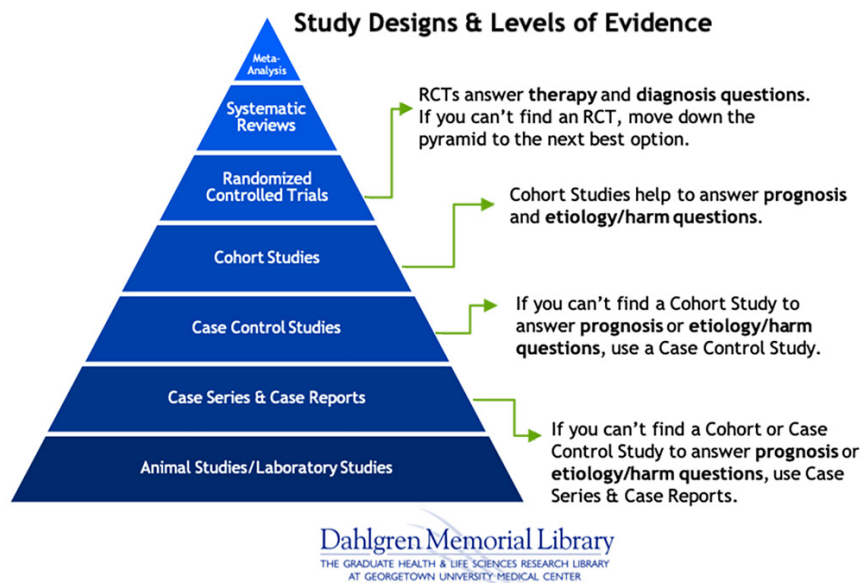 Study Designs & Levels of Evidence
Meta-
Analysis
Systematic
Reviews
RCTs answer therapy and diagnosis questions.
If you can't find an RCT, move down the
pyramid to the next best option.
Randomized
Controlled Trials
Cohort Studies help to answer prognosis
and etiology/harm questions.
Cohort Studies
If you can't find a Cohort Study to
answer prognosis or etiology/harm
questions, use a Case Control Study.
Case Control Studies
Case Series & Case Reports
If you can't find a Cohort or Case
Control Study to answer prognosis or
etiology/harm questions, use Case
Series & Case Reports.
Animal Studies/Laboratory Studies
Dahlgren Memorial Library
THE GRADUATE HEALTH & LIFE SCIENCES RESEARCH LIBRARY
AT GEORGETOWN UNIVERSITY MEDICAL CENTER